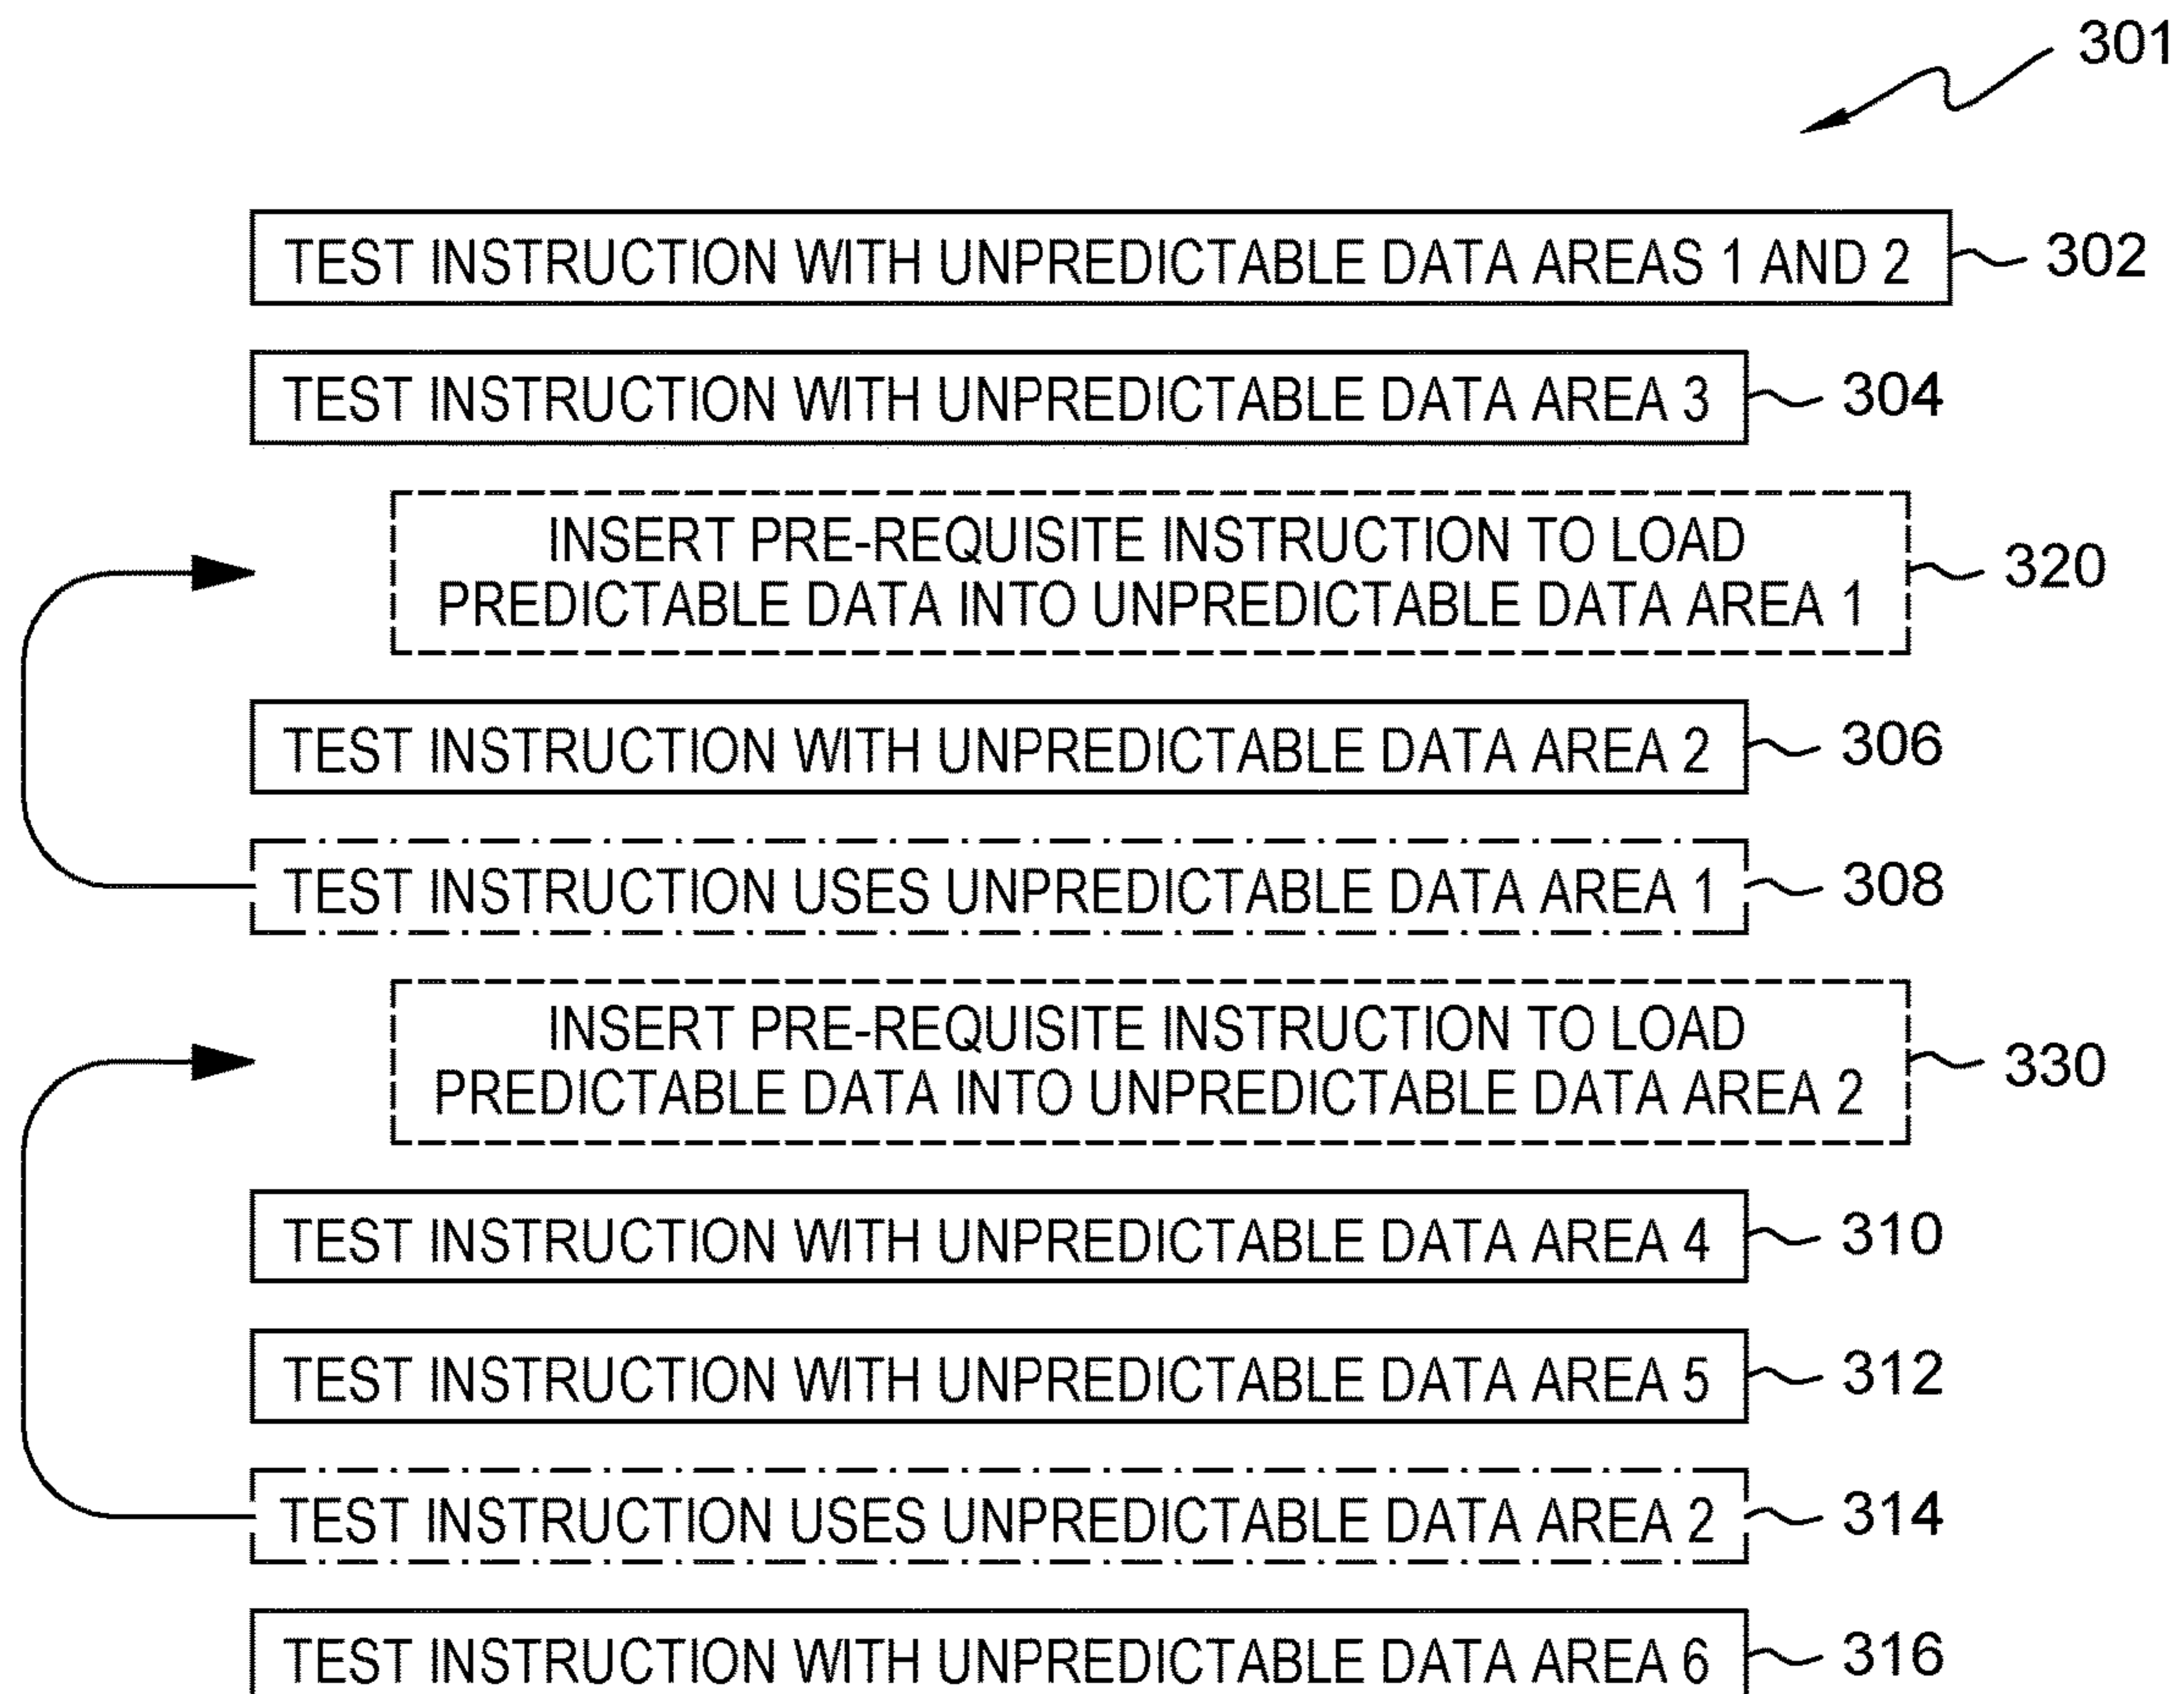 301
TEST INSTRUCTION WITH UNPREDICTABLE DATA AREAS 1 AND 2
302
TEST INSTRUCTION WITH UNPREDICTABLE DATA AREA 3
304
INSERT PRE-REQUISITE INSTRUCTION TO LOAD
PREDICTABLE DATA INTO UNPREDICTABLE DATA AREA 1
320
TEST INSTRUCTION WITH UNPREDICTABLE DATA AREA 2
306
TEST INSTRUCTION USES UNPREDICTABLE DATA AREA 1
308
INSERT PRE-REQUISITE INSTRUCTION TO LOAD
PREDICTABLE DATA INTO UNPREDICTABLE DATA AREA 2
330
TEST INSTRUCTION WITH UNPREDICTABLE DATA AREA 4
310
TEST INSTRUCTION WITH UNPREDICTABLE DATA AREA 5
312
TEST INSTRUCTION USES UNPREDICTABLE DATA AREA 2
314
TEST INSTRUCTION WITH UNPREDICTABLE DATA AREA 6
316